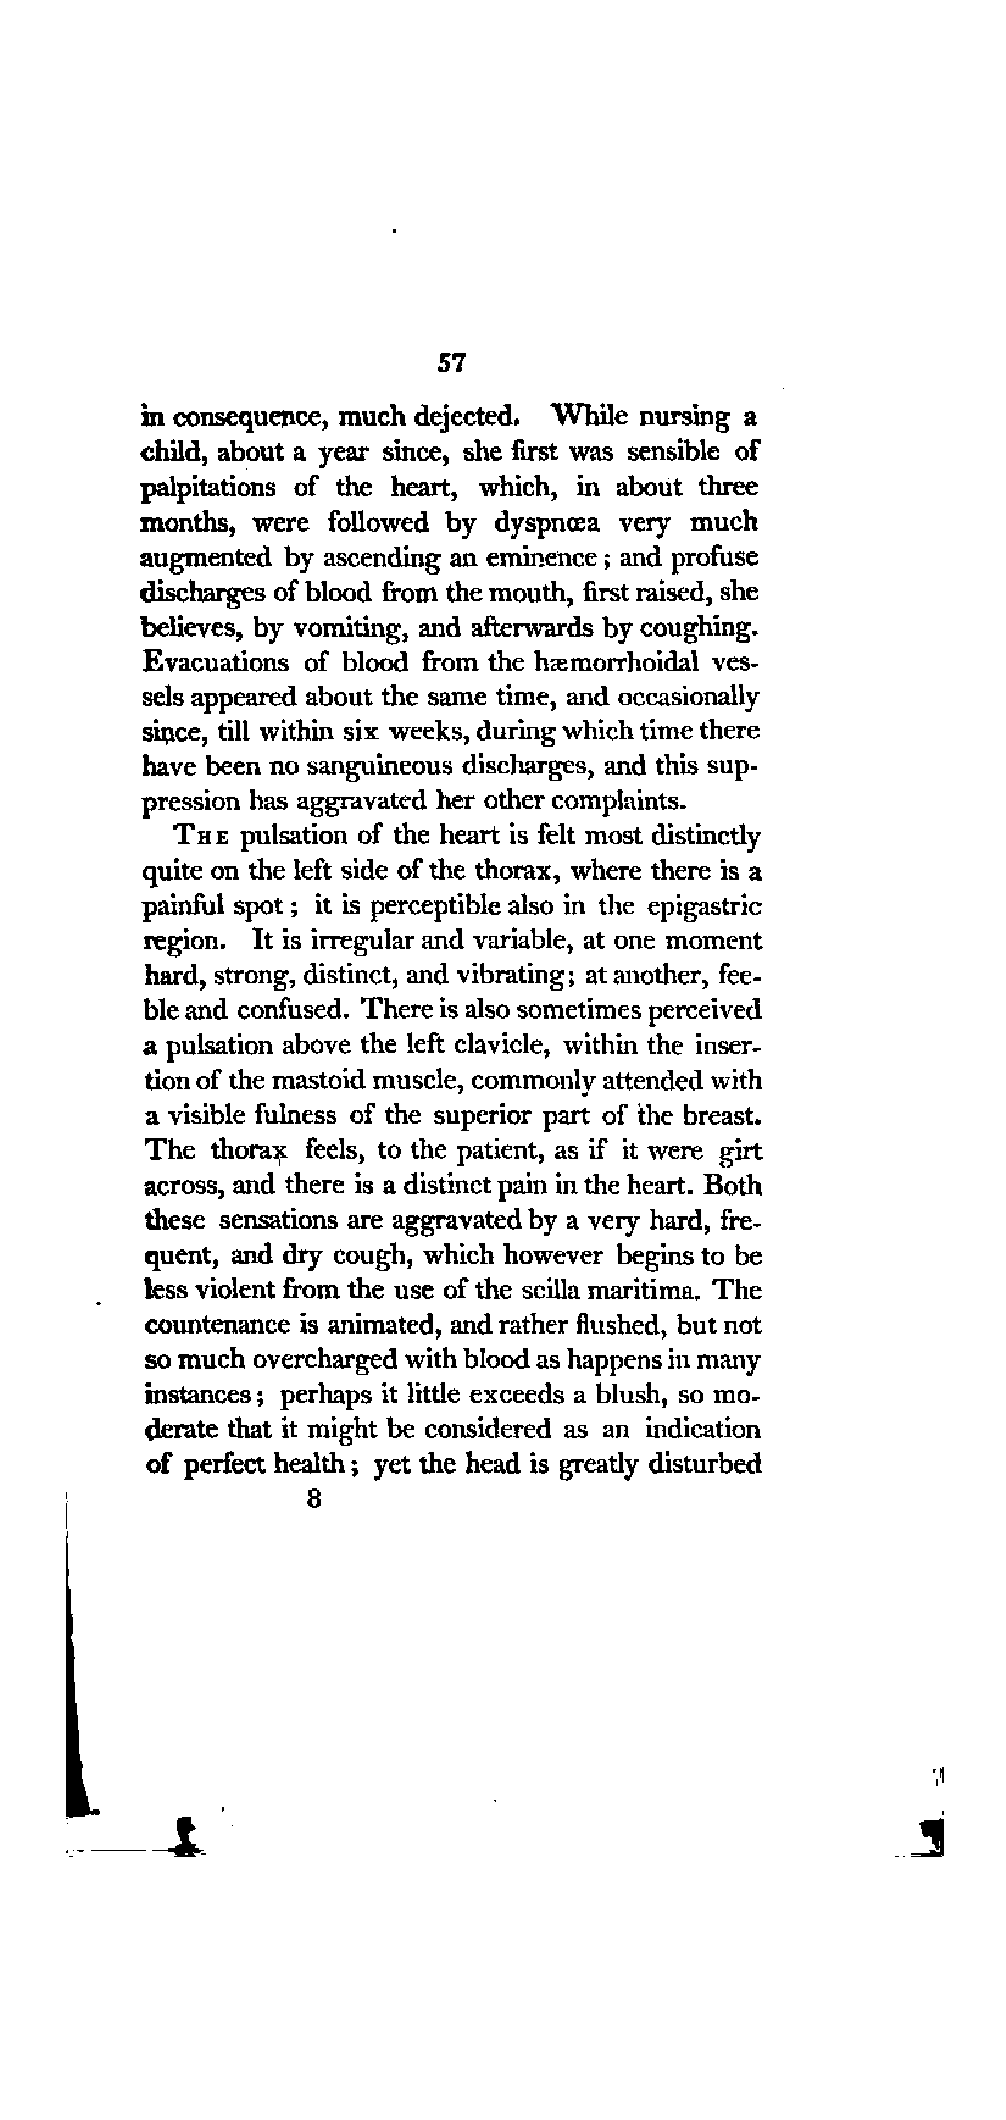 57
in consequence, much dejected. While nursing a
child, about a year since, she first was sensible of
palpitations of the heart, which, in about three
months, were followed by dyspnœa very much
augmented by ascending an eminence; and profuse
discharges of blood from the mouth, first raised, she
believes, by vomiting, and afterwards by coughing.
Evacuations of blood from the hæmorrhoidal ves-
sels appeared about the same time, and occasionally
since, till within six weeks, during which time there
have been no sanguineous discharges, and this sup-
pression has aggravated her other complaints.
THE pulsation of the heart is felt most distinctly
quite on the left side of the thorax, where there is a
painful spot; it is perceptible also in the epigastric
region. It is irregular and variable, at one moment
hard, strong, distinct, and vibrating; at another, fee-
ble and confused. There is also sometimes perceived
a pulsation above the left clavicle, within the inser-
tion of the mastoid muscle, commonly attended with
a visible fulness of the superior part of the breast.
The thorax feels, to the patient, as if it were girt
across, and there is a distinct pain in the heart. Both
these sensations are aggravated by a very hard, fre-
quent, and dry cough, which however begins to be
less violent from the use of the scilla maritima. The
countenance is animated, and rather flushed, but not
so much overcharged with blood as happens in many
instances; perhaps it little exceeds a blush, so mo-
derate that it might be considered as an indication
of perfect health; yet the head is greatly disturbed
8